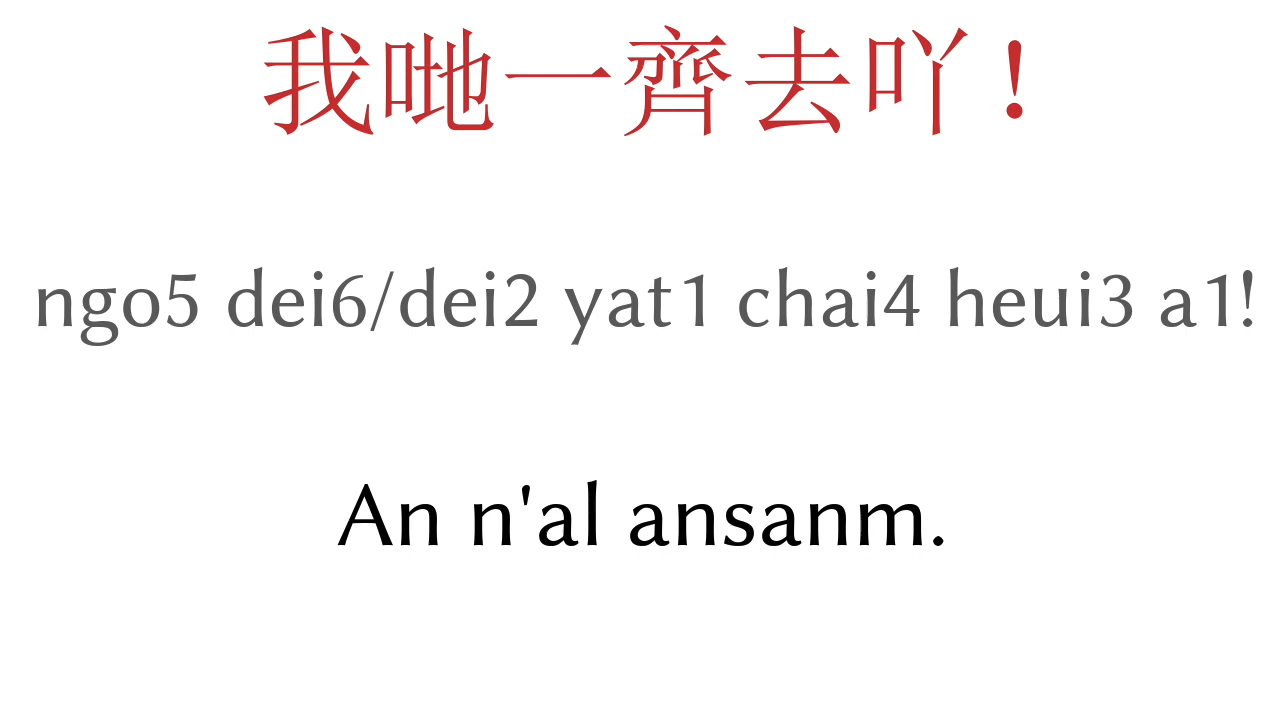 我哋一齊去吖！
ngo5 dei6/dei2 yat1 chai4 heui3 a1!
An n'al ansanm.